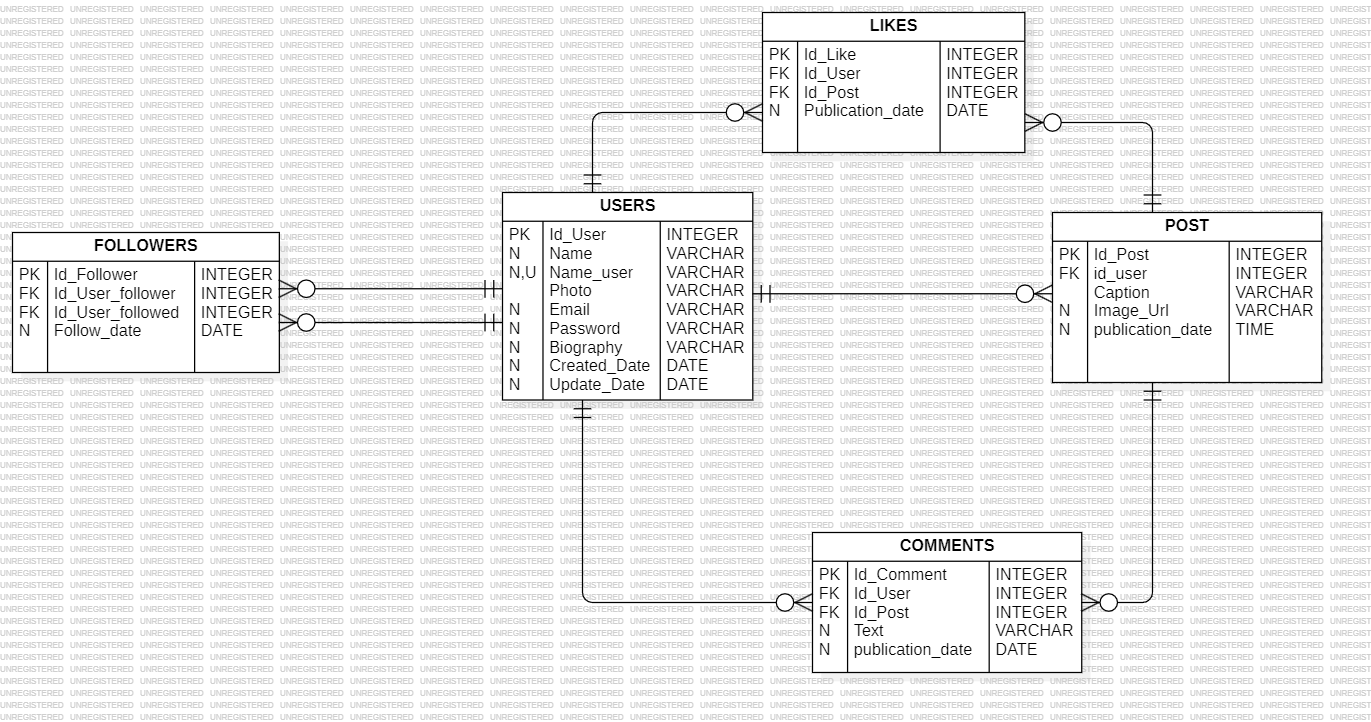 LIKES
PK Id_Like INTEGER
FK Id_User INTEGER
FK Id_Post INTEGER
N Publication_date DATE
USERS
PK Id_User INTEGER
N Name VARCHAR
N,U Name_user VARCHAR
Photo VARCHAR
N Email VARCHAR
N Password VARCHAR
N Biography VARCHAR
N Created_Date DATE
N Update_Date DATE
POST
PK Id_Post INTEGER
FK id_user INTEGER
Caption VARCHAR
N Image_Url VARCHAR
N publication_date TIME
FOLLOWERS
PK Id_Follower INTEGER
FK Id_User_follower INTEGER
FK Id_User_followed INTEGER
N Follow_date DATE
COMMENTS
PK Id_Comment INTEGER
FK Id_User INTEGER
FK Id_Post INTEGER
N Text VARCHAR
N publication_date DATE
UNREGISTERED